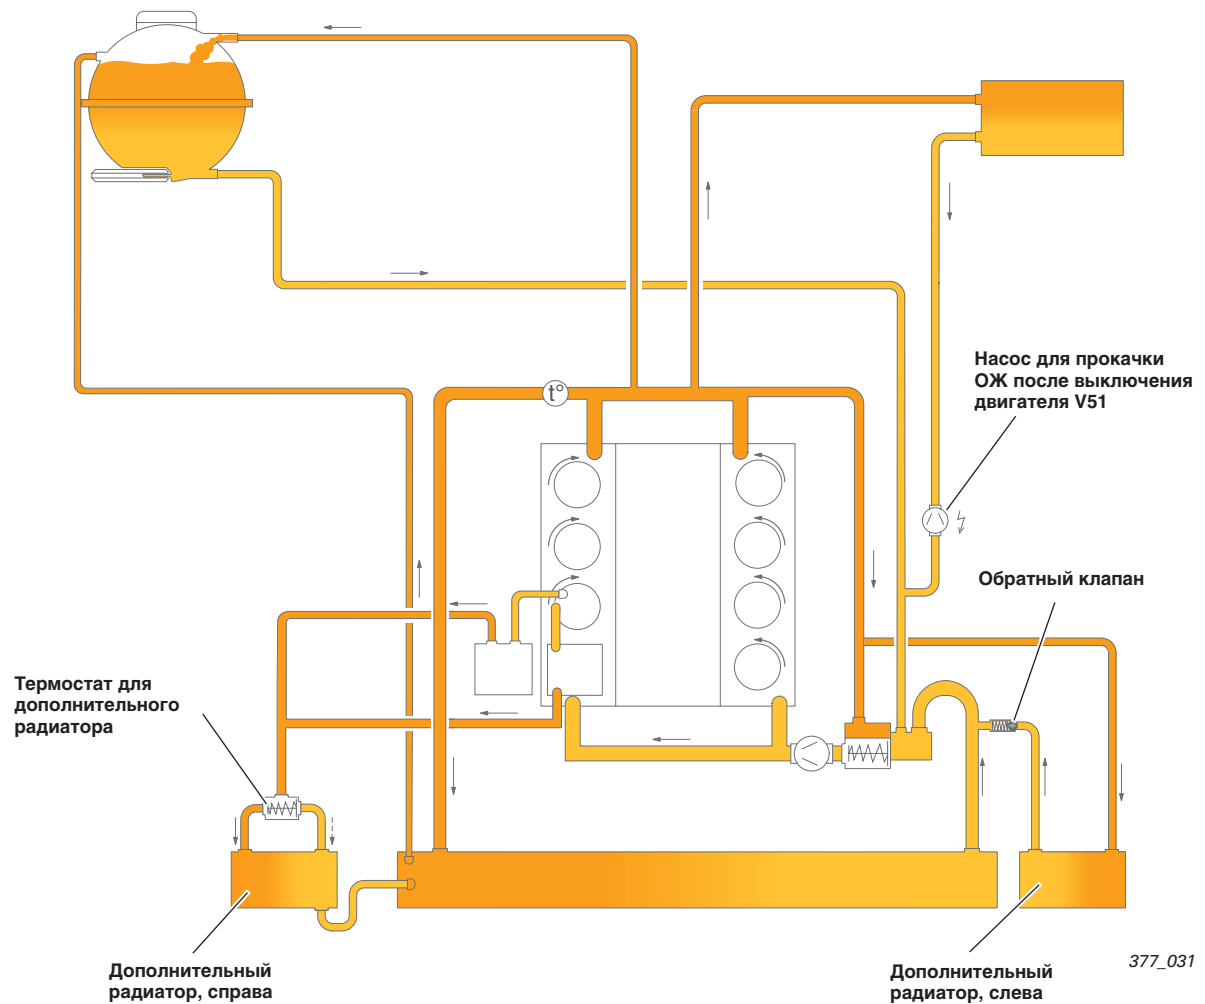 Насос для прокачки
ОЖ после выключения
двигателя V51
t°
Обратный клапан
Термостат для
дополнительного
радиатора
Дополнительный
радиатор, справа
Дополнительный
радиатор, слева
377_031